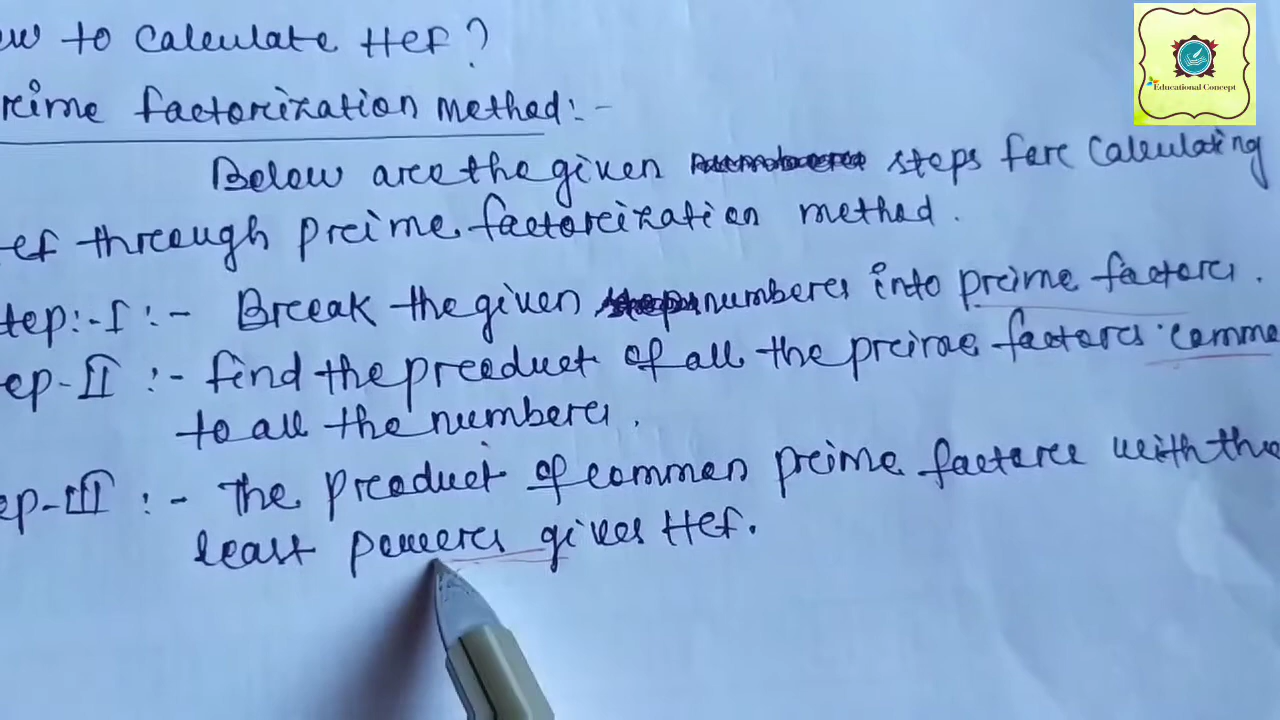 ew to calculate HCF?
rime factorization method:-
Below are the given steps for calculating
CF through prime factorization method.
tep:-I :- Break the given numbers into prime factors.
ep-II :- find the product of all the prime factors commo
to all the numbers.
ep-III :- The product of common prime factors with the
least powers gives HCF.
Educational Concept